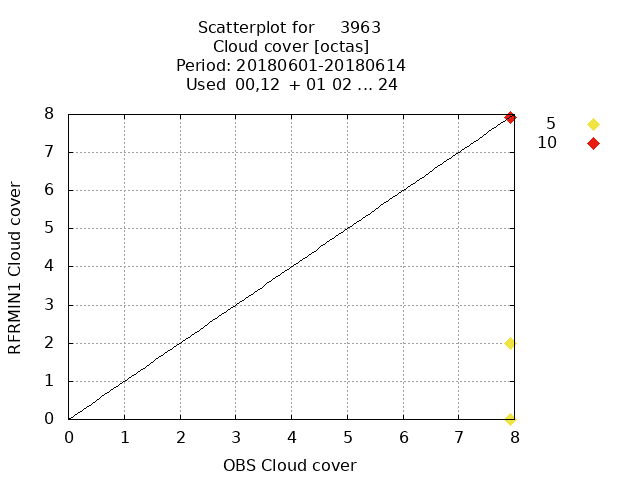 Scatterplot for 3963
Cloud cover [octas]
Period: 20180601-20180614
Used 00,12 + 01 02 ... 24
8
7
6
5
4
3
2
1
0
0 1 2 3 4 5 6 7 8
RFRMIN1 Cloud cover
OBS Cloud cover
5
10